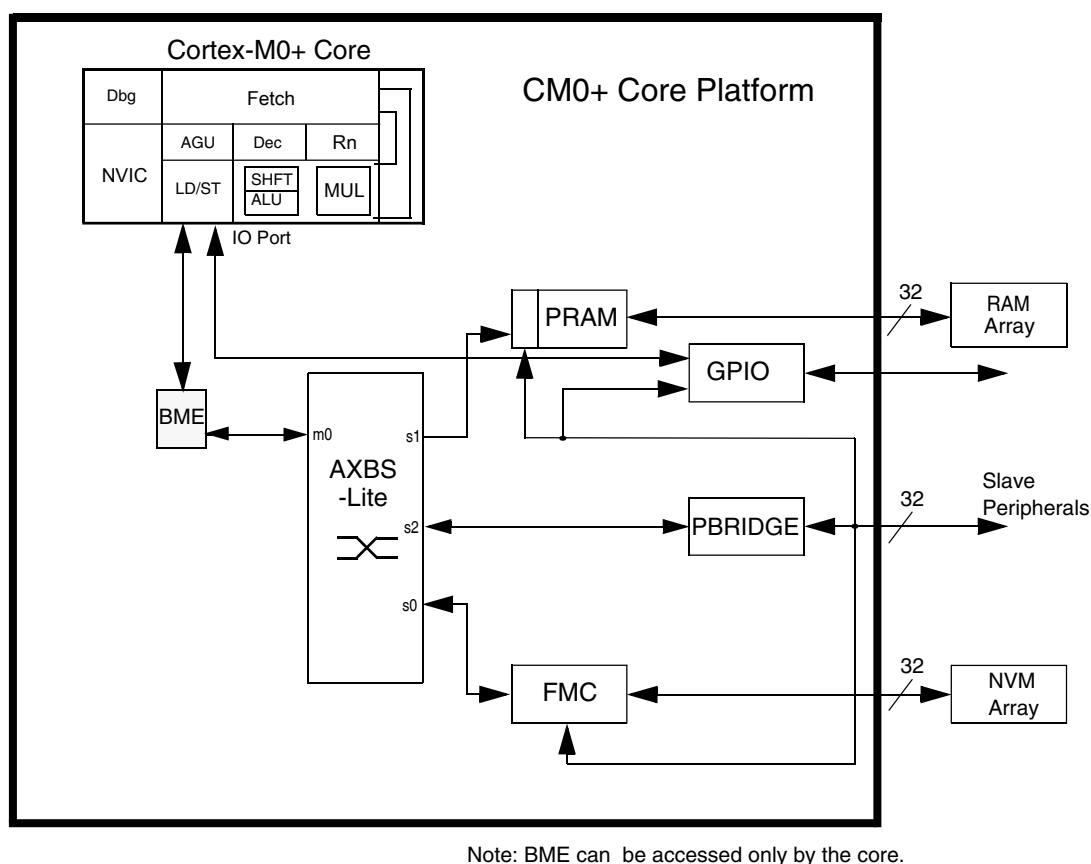 Cortex-M0+ Core
CM0+ Core Platform
Dbg
Fetch
AGU
Dec
Rn
NVIC
LD/ST
SHFT
ALU
MUL
IO Port
PRAM
32
RAM
Array
GPIO
BME
m0
s1
AXBS
-Lite
s2
s0
PBRIDGE
32
Slave
Peripherals
FMC
32
NVM
Array
Note: BME can be accessed only by the core.